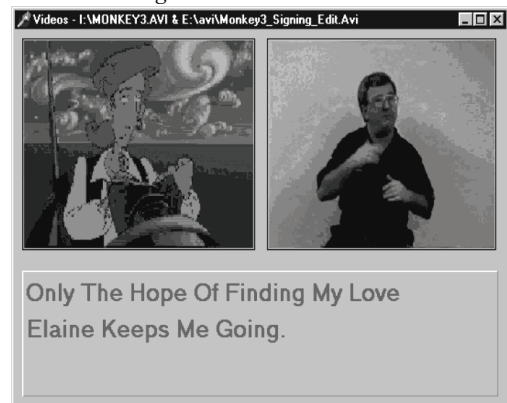 Videos - I:\MONKEY3.AVI & E:\avi\Monkey3_Signing_Edit.Avi
Only The Hope Of Finding My Love
Elaine Keeps Me Going.